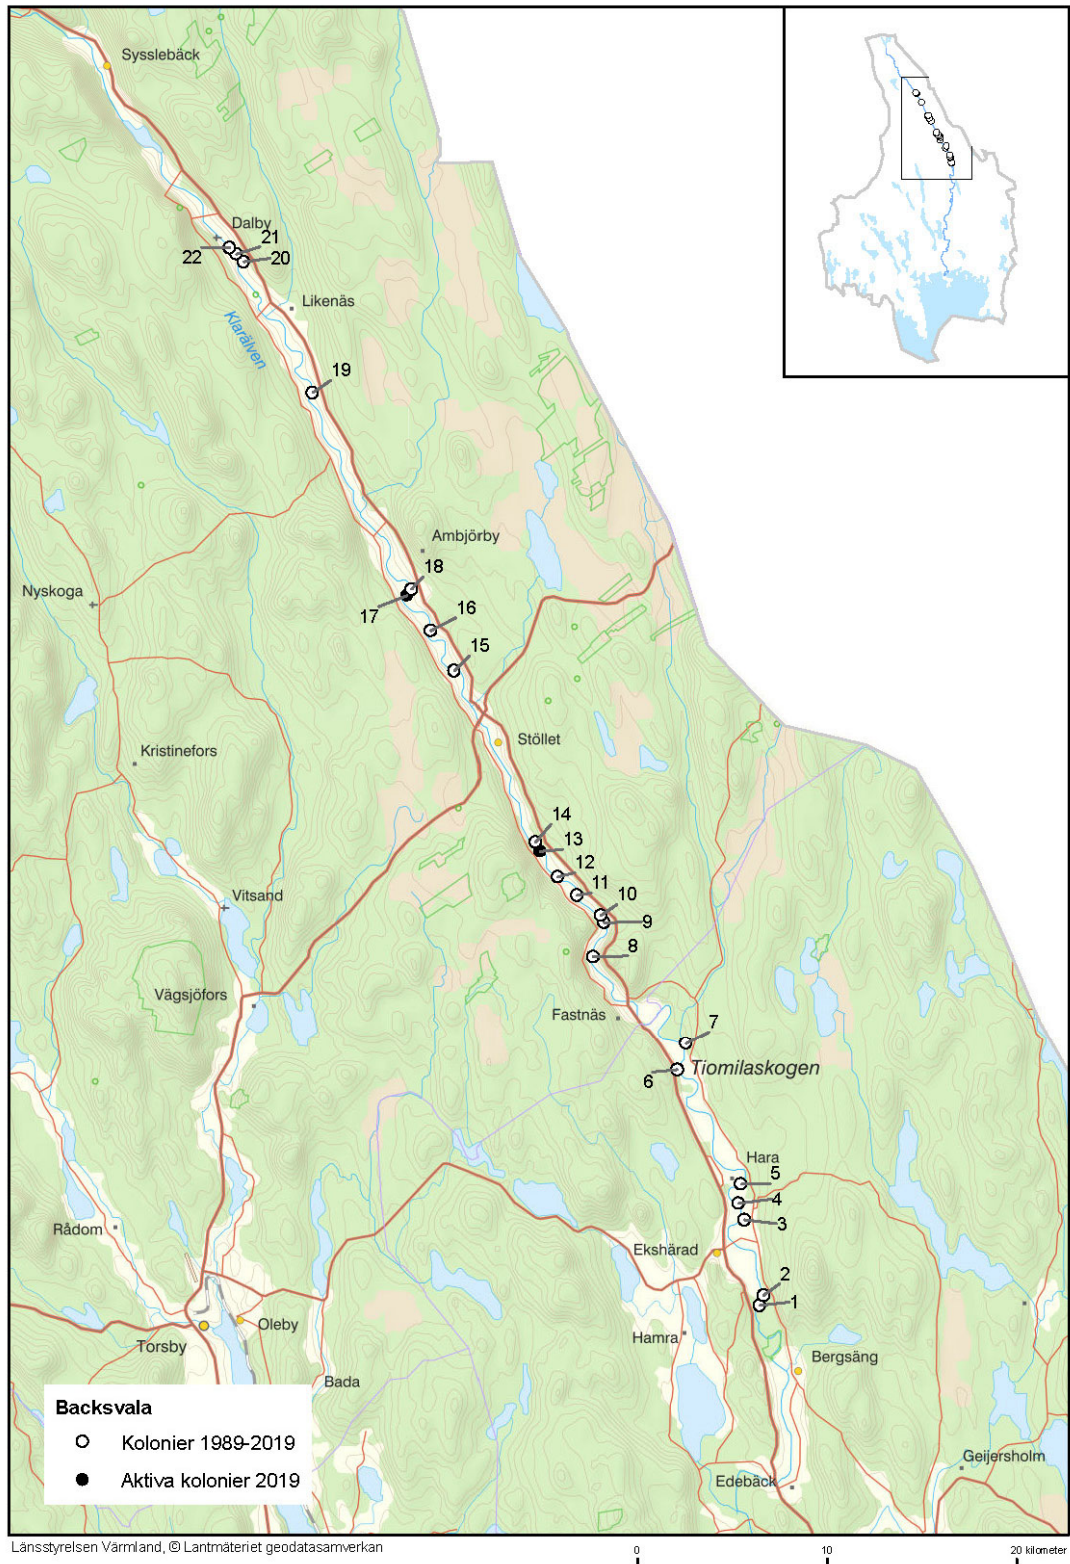 Sysslebäck
Dalby
21
22
20
Likenäs
Klarälven
19
Ambjörby
18
Nyskoga
17
16
15
Stöllet
Kristinefors
14
13
12
11
Vitsand
10
9
8
Vägsjöfors
Fastnäs
7
Tiomilaskogen
6
Hara
5
4
3
Rådom
Ekshärad
2
1
Oleby
Torsby
Hamra
Bergsäng
Bada
Backsvala
Kolonier 1989-2019
Aktiva kolonier 2019
Geijersholm
Edebäck
Länsstyrelsen Värmland, © Lantmäteriet geodatasamverkan
0 10 20 kilometer